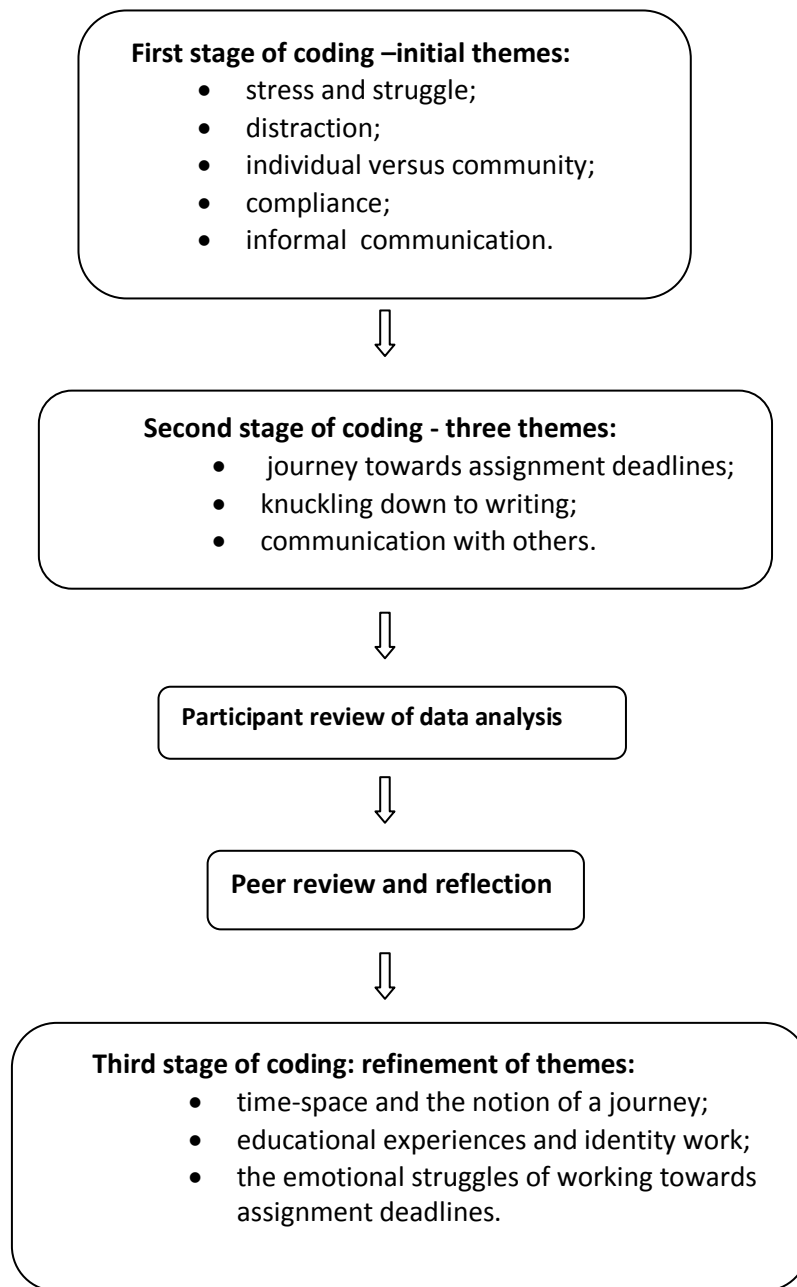 First stage of coding –initial themes:
• stress and struggle;
• distraction;
• individual versus community;
• compliance;
• informal  communication.
Second stage of coding - three themes:
• journey towards assignment deadlines;
• knuckling down to writing;
• communication with others.
Participant review of data analysis
Peer review and reflection
Third stage of coding: refinement of themes:
• time-space and the notion of a journey;
• educational experiences and identity work;
• the emotional struggles of working towards
assignment deadlines.